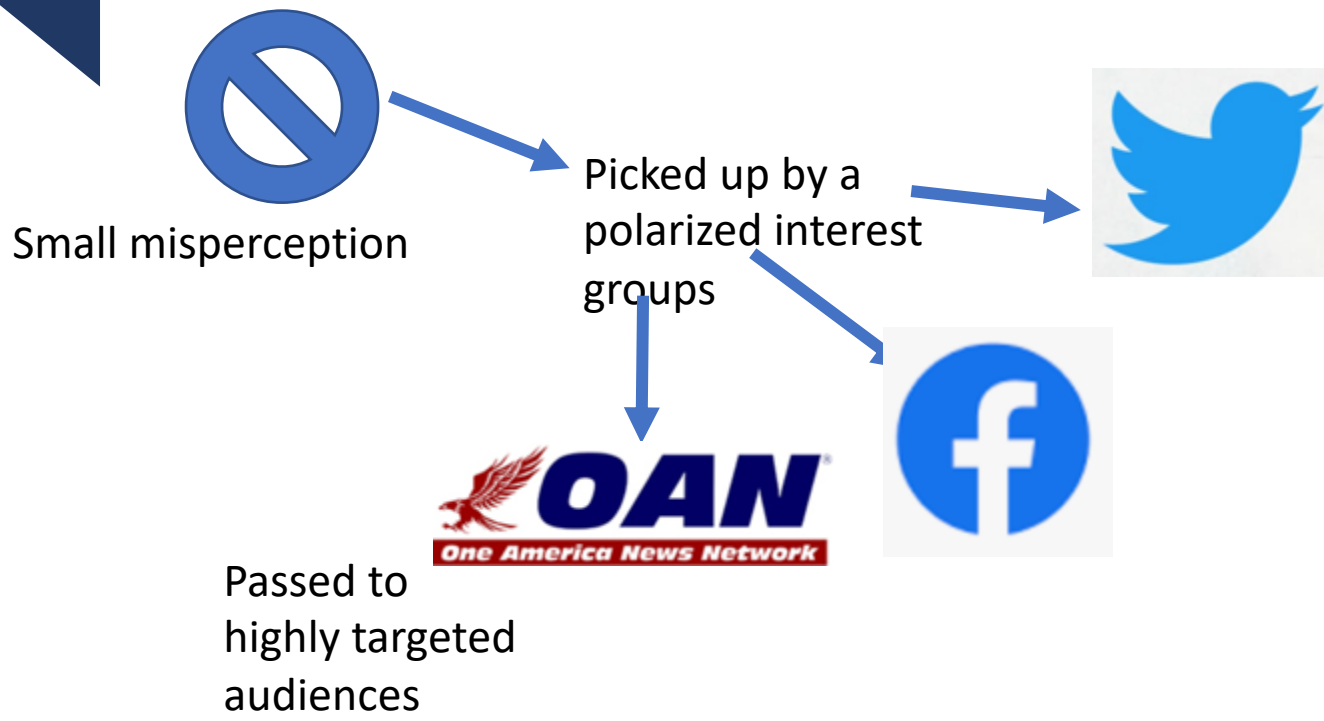 Small misperception
Picked up by a
polarized interest
groups
OAN
One America News Network
Passed to
highly targeted
audiences